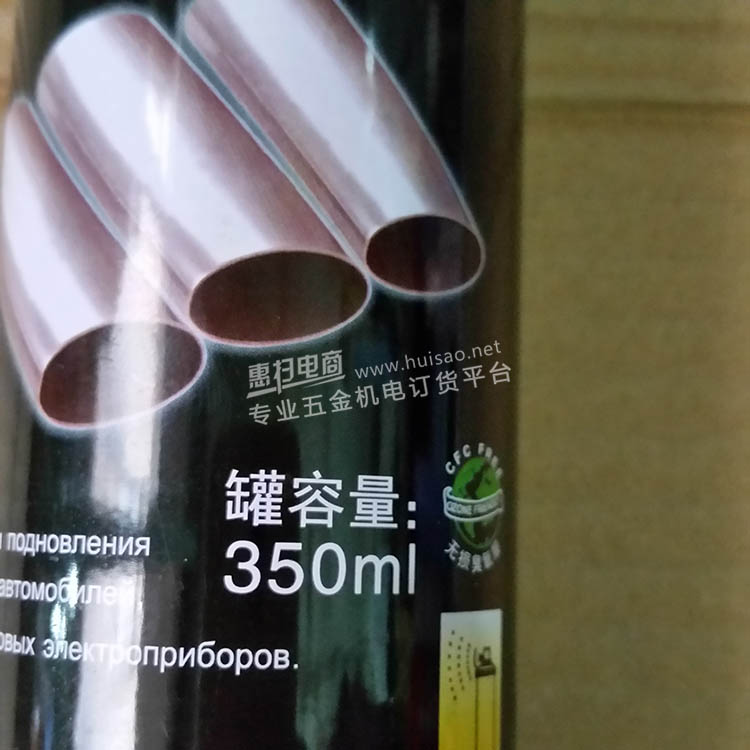 惠扫电商 www.huisao.net
专业五金机电订货平台
CFC FREE
OZONE FRIENDLY
无损臭氧层
罐容量:
350ml
подновления
автомобилей,
электроприборов.